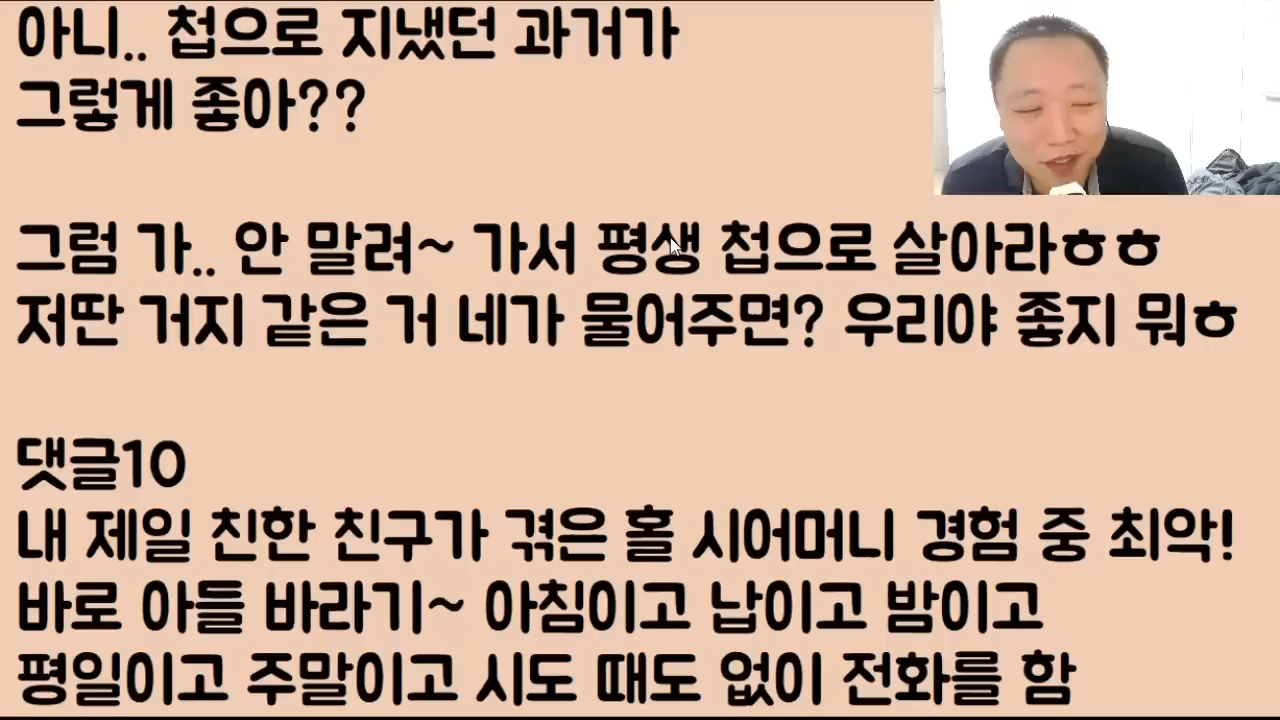 아니.. 첩으로 지냈던 과거가
그렇게 좋아??
그럼 가.. 안 말려~ 가서 평생 첩으로 살아라ㅎㅎ
저딴 거지 같은 거 네가 물어주면? 우리야 좋지 뭐ㅎ
댓글10
내 제일 친한 친구가 겪은 홀 시어머니 경험 중 최악!
바로 아들 바라기~ 아침이고 납이고 밤이고
평일이고 주말이고 시도 때도 없이 전화를 함